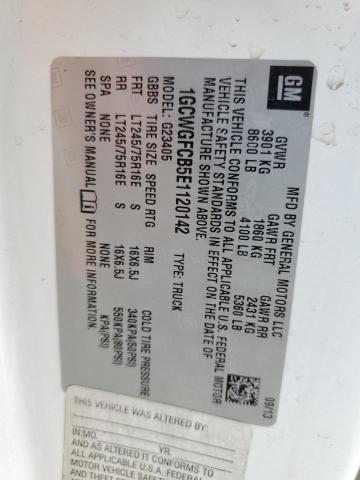 GM
MFD BY GENERAL MOTORS LLC 09/13
GVWR GAWR FRT GAWR RR
3901 KG 1860 KG 2431 KG
8600 LB 4100 LB 5360 LB
THIS VEHICLE CONFORMS TO ALL APPLICABLE U.S. FEDERAL MOTOR
VEHICLE SAFETY STANDARDS IN EFFECT ON THE DATE OF
MANUFACTURE SHOWN ABOVE.
1GCWGFCB5E1120142 TYPE: TRUCK
MODEL: G23405
GBBS TIRE SIZE SPEED RTG RIM COLD TIRE PRESSURE
FRT LT245/75R16E S 16X6.5J 340KPA(50PSI)
RR LT245/75R16E S 16X6.5J 550KPA(80PSI)
SPA NONE NONE NONE KPA(PSI)
SEE OWNER'S MANUAL FOR ADDITIONAL INFORMATION.
THIS VEHICLE WAS ALTERED BY:
IN:MO. YR.
AND AS ALTERED IT CONFORMS TO
ALL APPLICABLE U.S.A. FEDERAL
MOTOR VEHICLE SAFETY